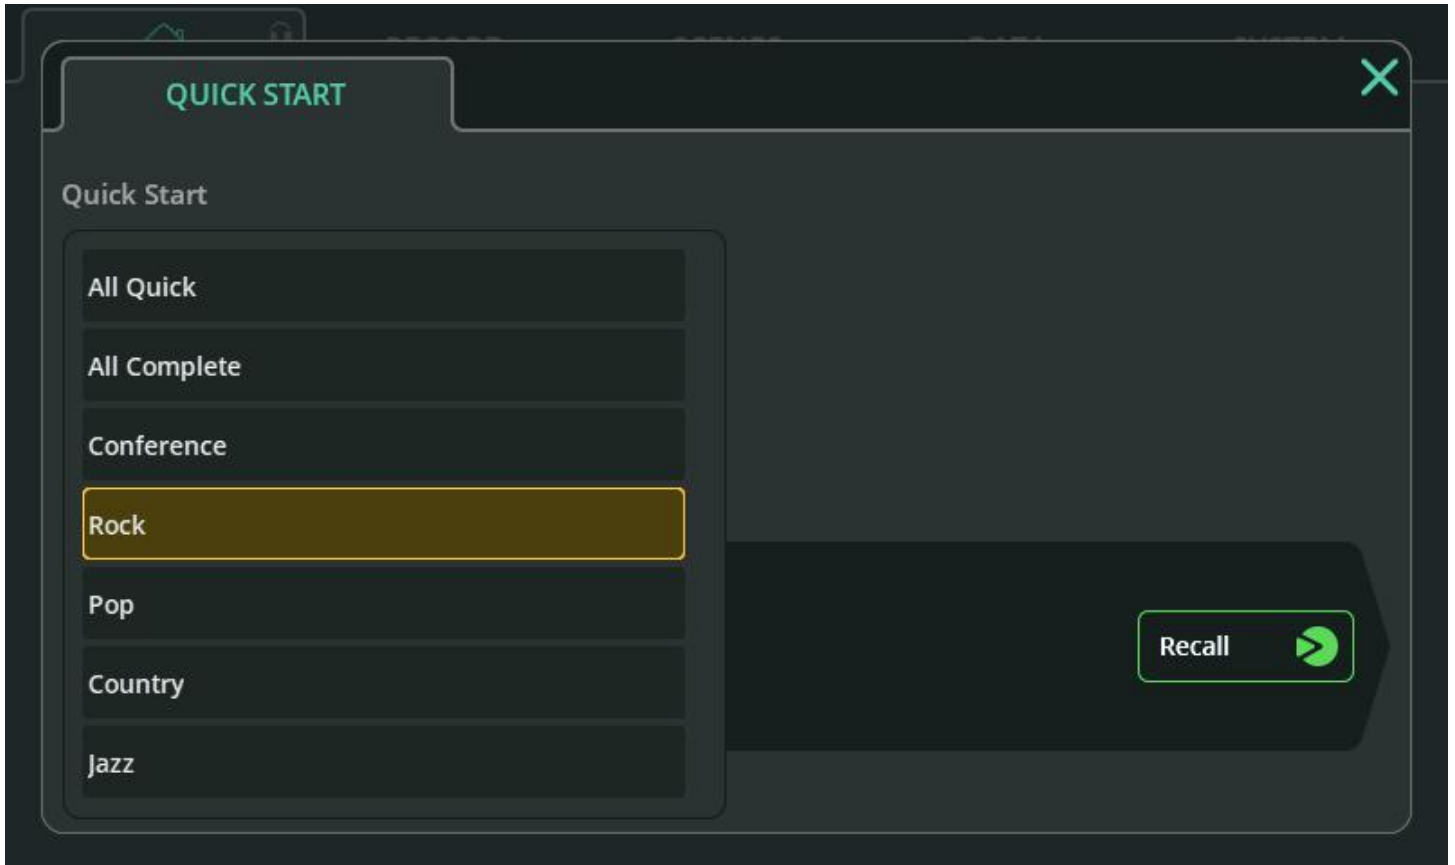 QUICK START
Quick Start
All Quick
All Complete
Conference
Rock
Pop
Country
Jazz
Recall